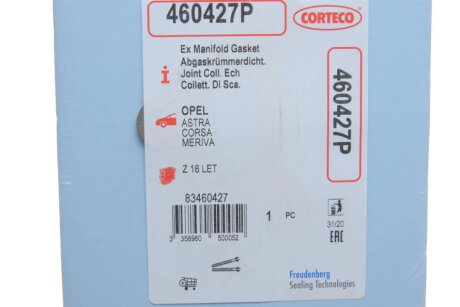 460427P
CORTECO
Ex Manifold Gasket
Abgaskrümmerdicht.
Joint Coll. Ech
Collett. Di Sca.
460427P
OPEL
ASTRA
CORSA
MERIVA
Z 16 LET
83460427
3 358960 500052
1 PC
31/20
EAC
Freudenberg
Sealing Technologies